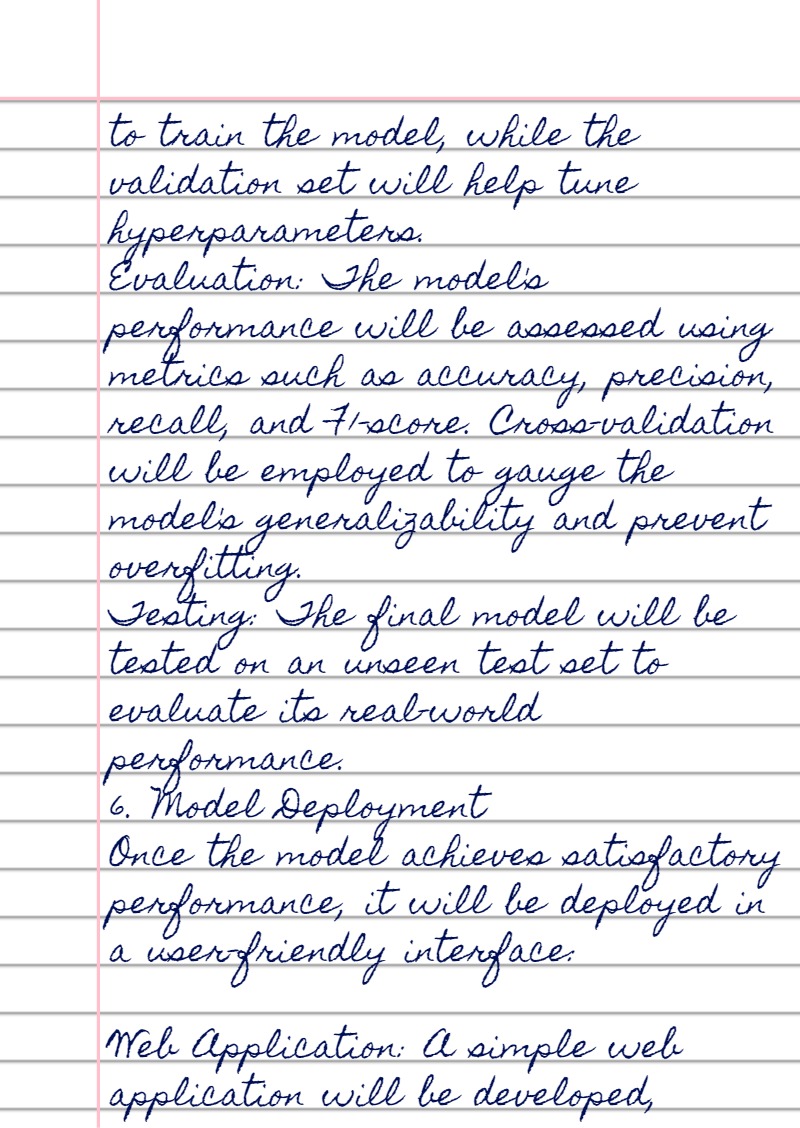 to train the model, while the
validation set will help tune
hyperparameters.
Evaluation: The model's
performance will be assessed using
metrics such as accuracy, precision,
recall, and F1-score. Cross-validation
will be employed to gauge the
model's generalizability and prevent
overfitting.
Testing: The final model will be
tested on an unseen test set to
evaluate its real-world
performance.
6. Model Deployment
Once the model achieves satisfactory
performance, it will be deployed in
a user-friendly interface:
Web Application: A simple web
application will be developed,